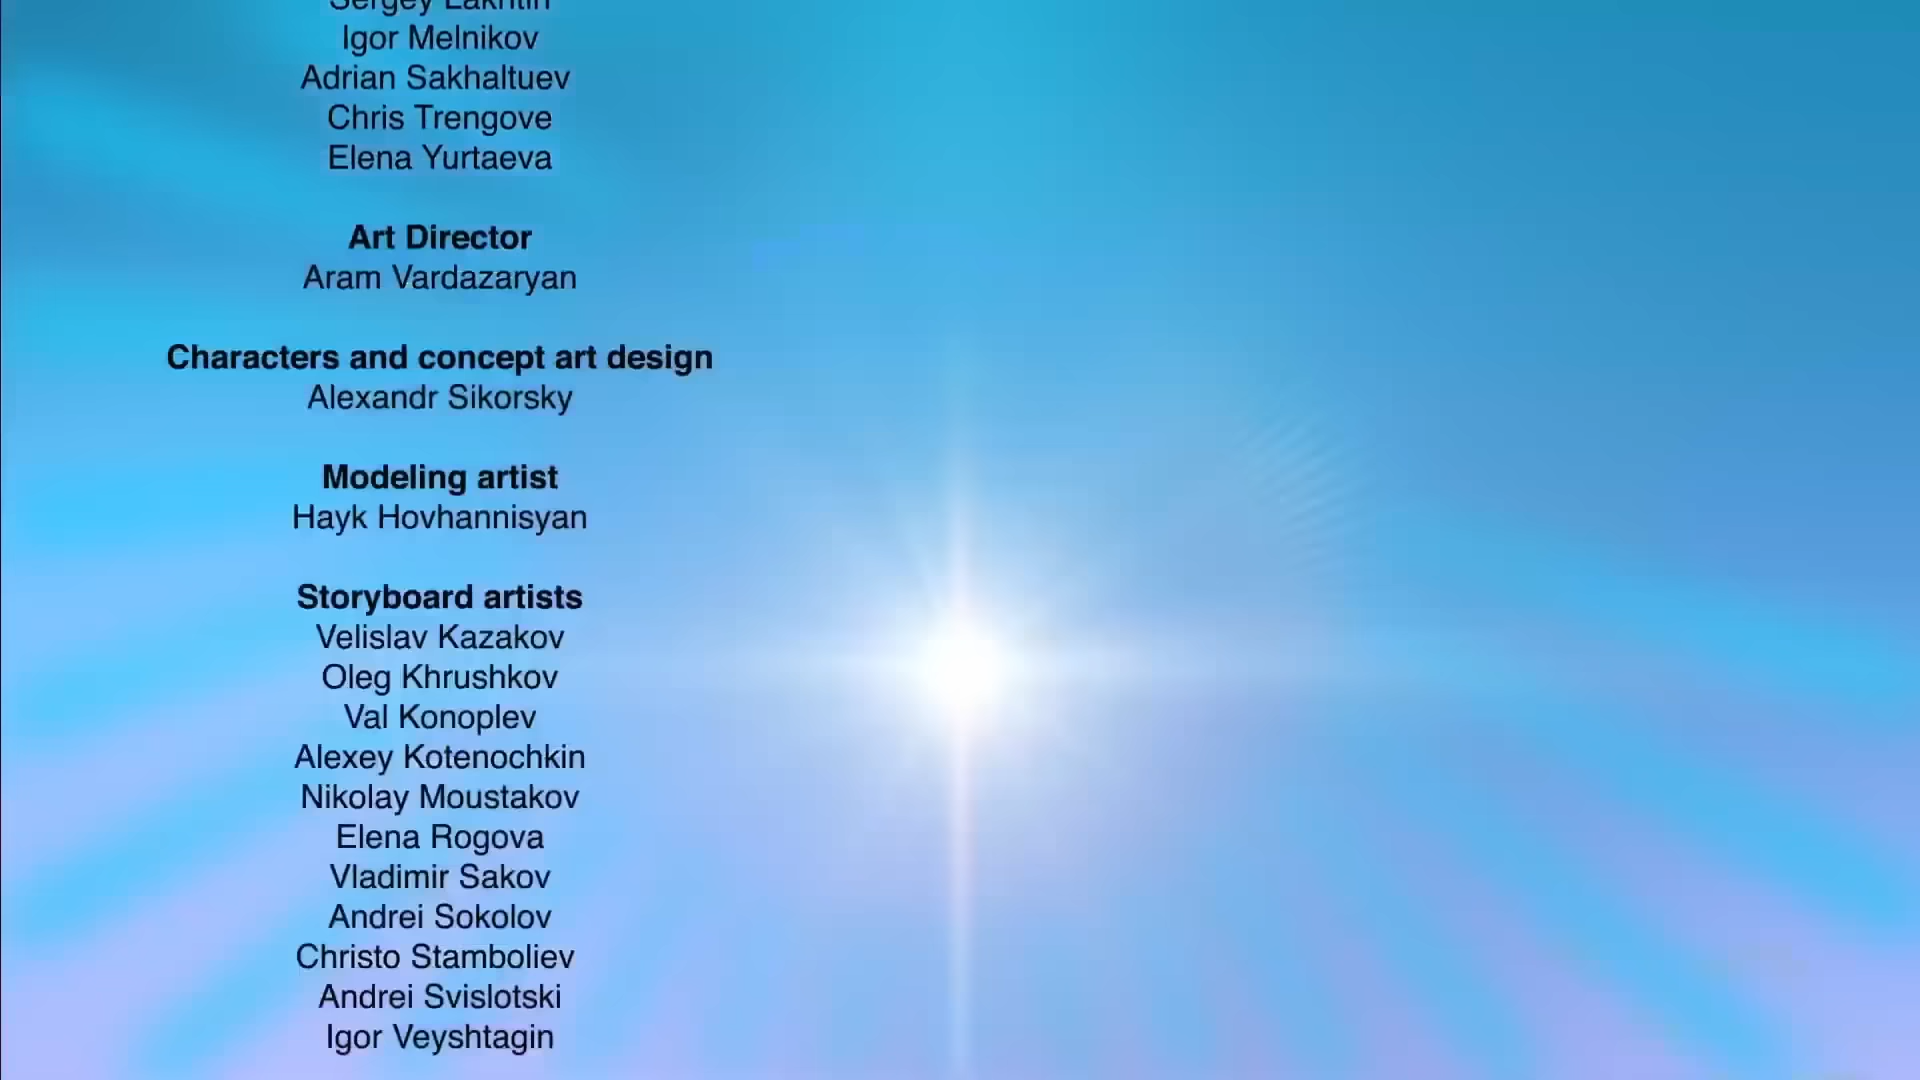 Sergey Lakhtin
Igor Melnikov
Adrian Sakhaltuev
Chris Trengove
Elena Yurtaeva
Art Director
Aram Vardazaryan
Characters and concept art design
Alexandr Sikorsky
Modeling artist
Hayk Hovhannisyan
Storyboard artists
Velislav Kazakov
Oleg Khrushkov
Val Konoplev
Alexey Kotenochkin
Nikolay Moustakov
Elena Rogova
Vladimir Sakov
Andrei Sokolov
Christo Stamboliev
Andrei Svislotski
Igor Veyshtagin